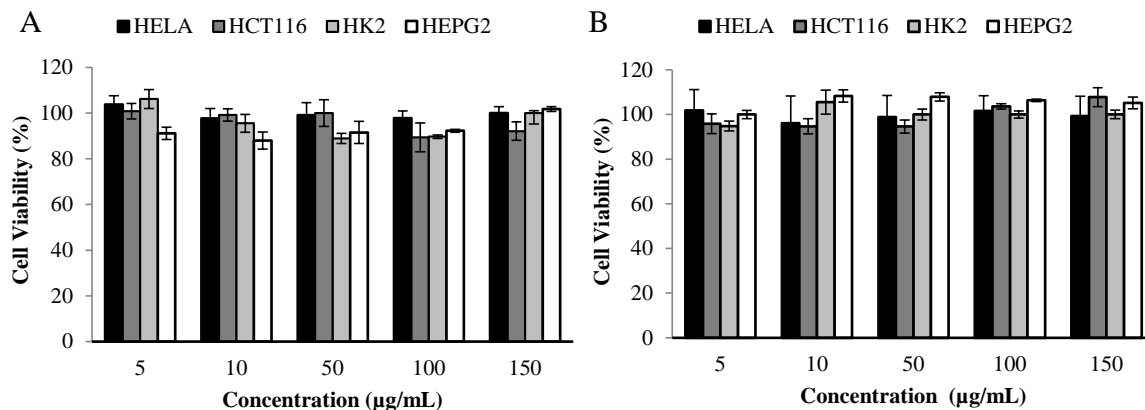 A
HELA HCT116 HK2 HEPG2
120
100
80
60
40
20
0
Cell Viability (%)
5 10 50 100 150
Concentration (µg/mL)
B
HELA HCT116 HK2 HEPG2
120
100
80
60
40
20
0
Cell Viability (%)
5 10 50 100 150
Concentration (µg/mL)